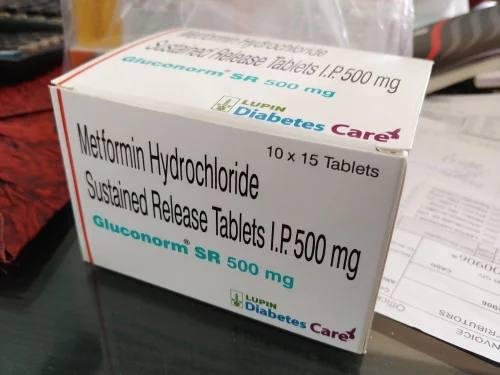 Metformin Hydrochloride
Sustained Release Tablets I.P. 500 mg
Gluconorm® SR 500 mg
LUPIN
Diabetes Care
10 x 15 Tablets
Metformin Hydrochloride
Sustained Release Tablets I.P. 500 mg
Gluconorm® SR 500 mg
LUPIN
Diabetes Care
INVOICE